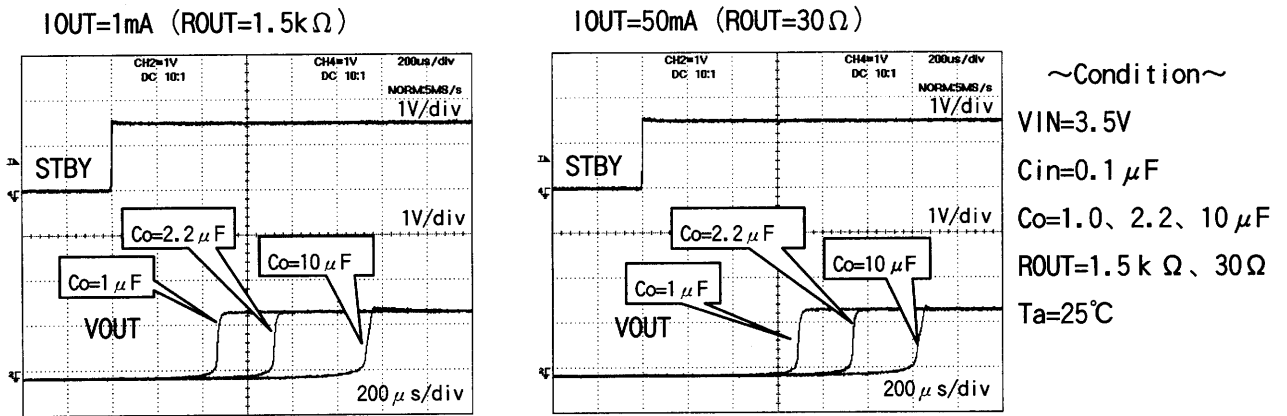 IOUT=1mA (ROUT=1.5kΩ)
CH2=1V
DC 10:1
CH4=1V
DC 10:1
200us/div
NORM:5MS/s
1V/div
STBY
1V/div
Co=2.2μF
Co=10μF
Co=1μF
VOUT
200μs/div
IOUT=50mA (ROUT=30Ω)
CH2=1V
DC 10:1
CH4=1V
DC 10:1
200us/div
NORM:5MS/s
1V/div
STBY
1V/div
Co=2.2μF
Co=10μF
Co=1μF
VOUT
200μs/div
~Condition~
VIN=3.5V
Cin=0.1μF
Co=1.0、2.2、10μF
ROUT=1.5kΩ、30Ω
Ta=25℃